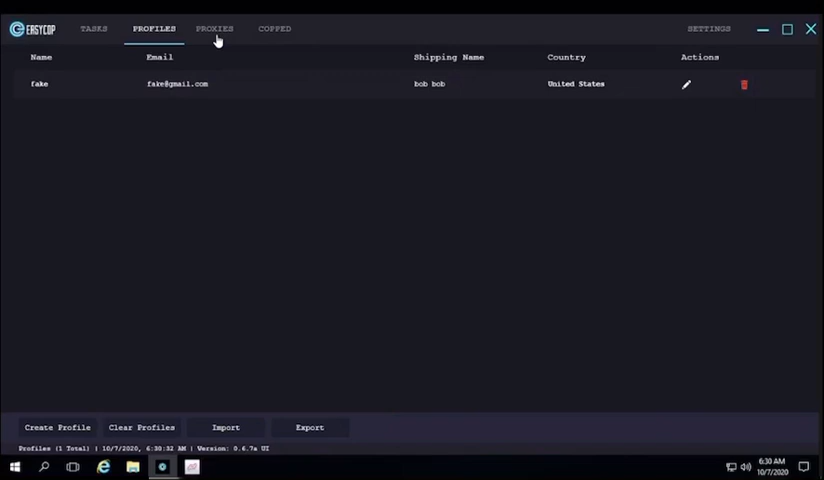 EASYCOP TASKS PROFILES PROXIES COPPED SETTINGS
Name Email Shipping Name Country Actions
fake fake@gmail.com bob bob United States
Create Profile Clear Profiles Import Export
Profiles (1 Total) | 10/7/2020, 6:30:32 AM | Version: 0.6.7a UI
6:30 AM
10/7/2020